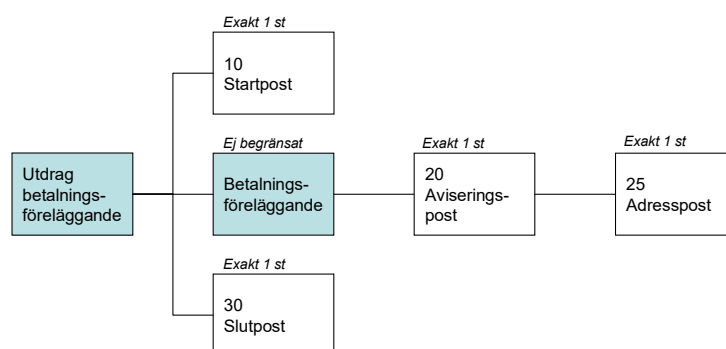 Exakt 1 st
10
Startpost
Ej begränsat
Exakt 1 st
Exakt 1 st
Utdrag
betalnings-
föreläggande
Betalnings-
föreläggande
20
Aviserings-
post
25
Adresspost
Exakt 1 st
30
Slutpost